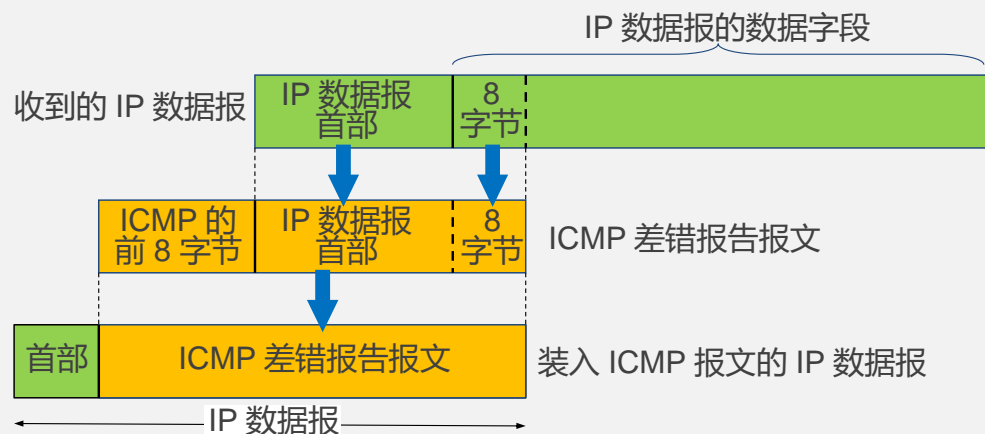 IP 数据报的数据字段
收到的 IP 数据报
IP 数据报
首部
8
字节
ICMP 的
前 8 字节
IP 数据报
首部
8
字节
ICMP 差错报告报文
首部
ICMP 差错报告报文
装入 ICMP 报文的 IP 数据报
IP 数据报